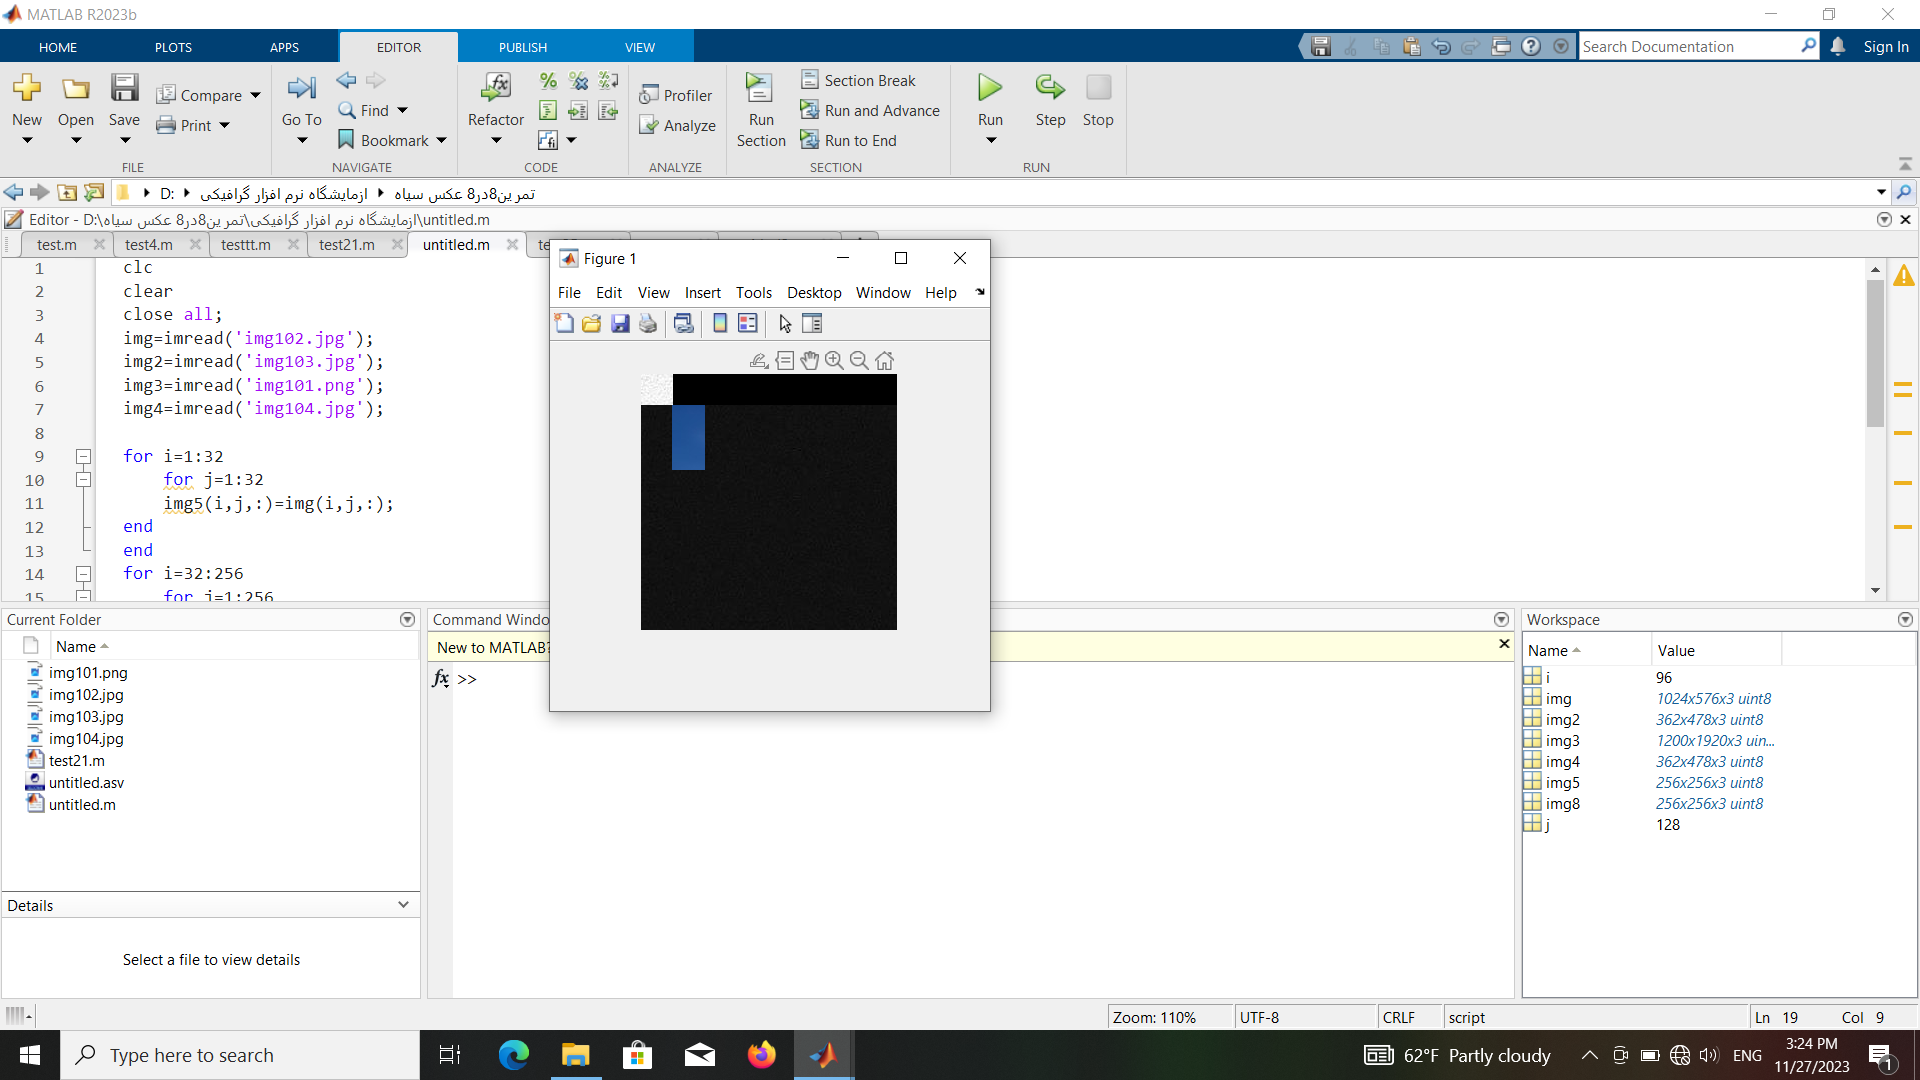 MATLAB R2023b
HOME PLOTS APPS EDITOR PUBLISH VIEW
Search Documentation
Sign In
New
Open
Save
Compare
Print
FILE
Go To
Find
Bookmark
NAVIGATE
Refactor
CODE
Profiler
Analyze
ANALYZE
Run
Section
Section Break
Run and Advance
Run to End
SECTION
Run
Step
Stop
RUN
D: ازمایشگاه نرم افزار گرافیکی تمرین8در8 عکس سیاه
Editor - D:\ازمایشگاه نرم افزار گرافیکی\تمرین8در8 عکس سیاه\untitled.m
test.m test4.m testtt.m test21.m untitled.m
1 clc
2 clear
3 close all;
4 img=imread('img102.jpg');
5 img2=imread('img103.jpg');
6 img3=imread('img101.png');
7 img4=imread('img104.jpg');
8
9 for i=1:32
10 for j=1:32
11 img5(i,j,:)=img(i,j,:);
12 end
13 end
14 for i=32:256
15 for j=1:256
Figure 1
File Edit View Insert Tools Desktop Window Help
Current Folder
Name
img101.png
img102.jpg
img103.jpg
img104.jpg
test21.m
untitled.asv
untitled.m
Details
Select a file to view details
Command Windo
New to MATLAB?
fx >>
Workspace
Name Value
i 96
img 1024x576x3 uint8
img2 362x478x3 uint8
img3 1200x1920x3 uin...
img4 362x478x3 uint8
img5 256x256x3 uint8
img8 256x256x3 uint8
j 128
Zoom: 110% UTF-8 CRLF script Ln 19 Col 9
Type here to search
62°F Partly cloudy
ENG
3:24 PM
11/27/2023
1